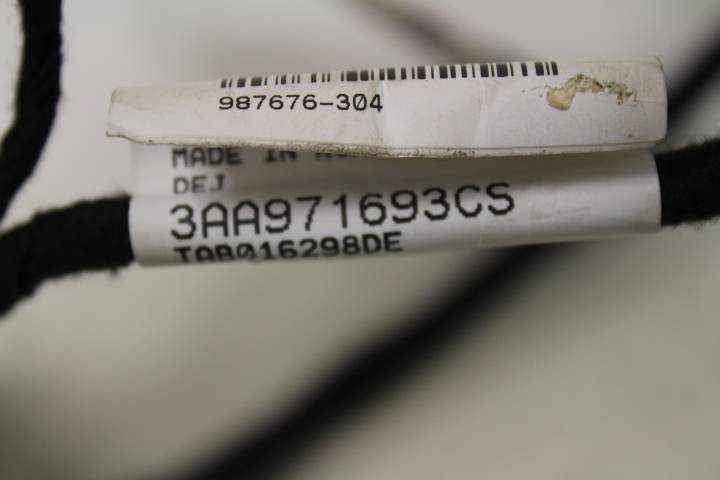 987676-304
MADE IN
DEJ
3AA971693CS
TAB016298DE